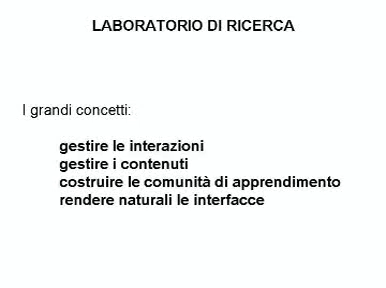 LABORATORIO DI RICERCA
I grandi concetti:
gestire le interazioni
gestire i contenuti
costruire le comunità di apprendimento
rendere naturali le interfacce